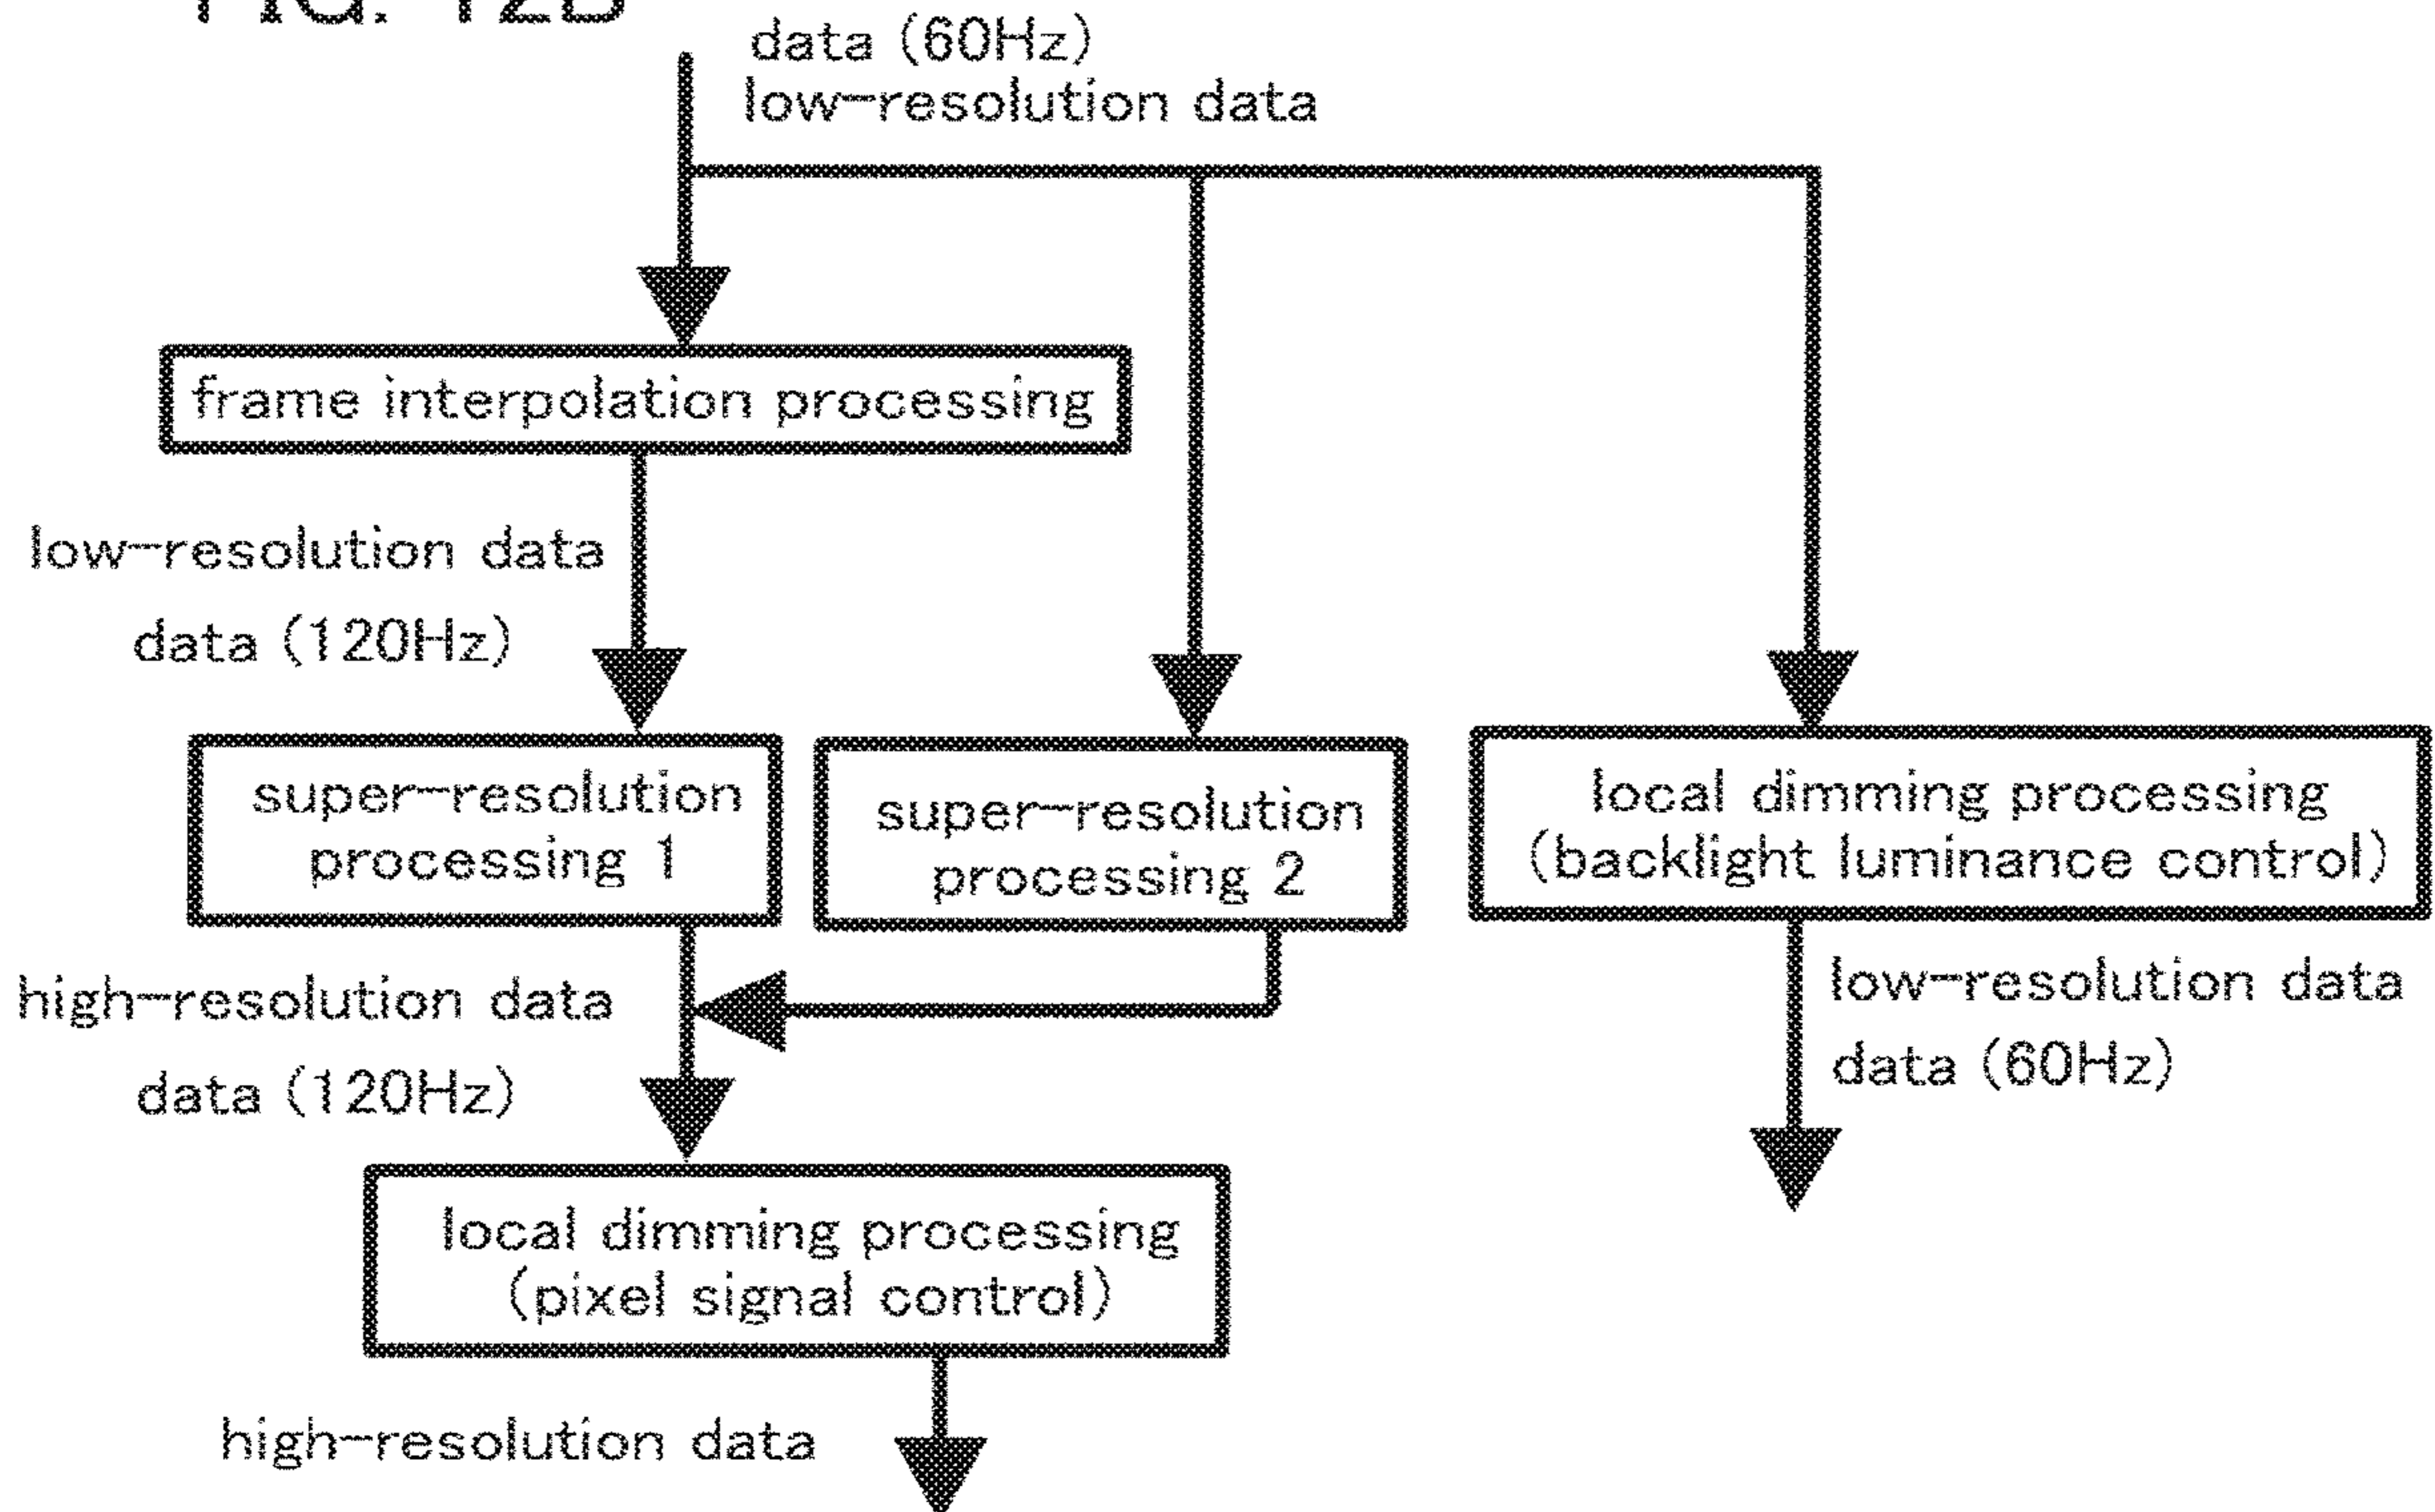 FIG. 12B
data (60Hz)
low-resolution data
frame interpolation processing
low-resolution data
data (120Hz)
super-resolution
processing 1
super-resolution
processing 2
local dimming processing
(backlight luminance control)
high-resolution data
data (120Hz)
low-resolution data
data (60Hz)
local dimming processing
(pixel signal control)
high-resolution data